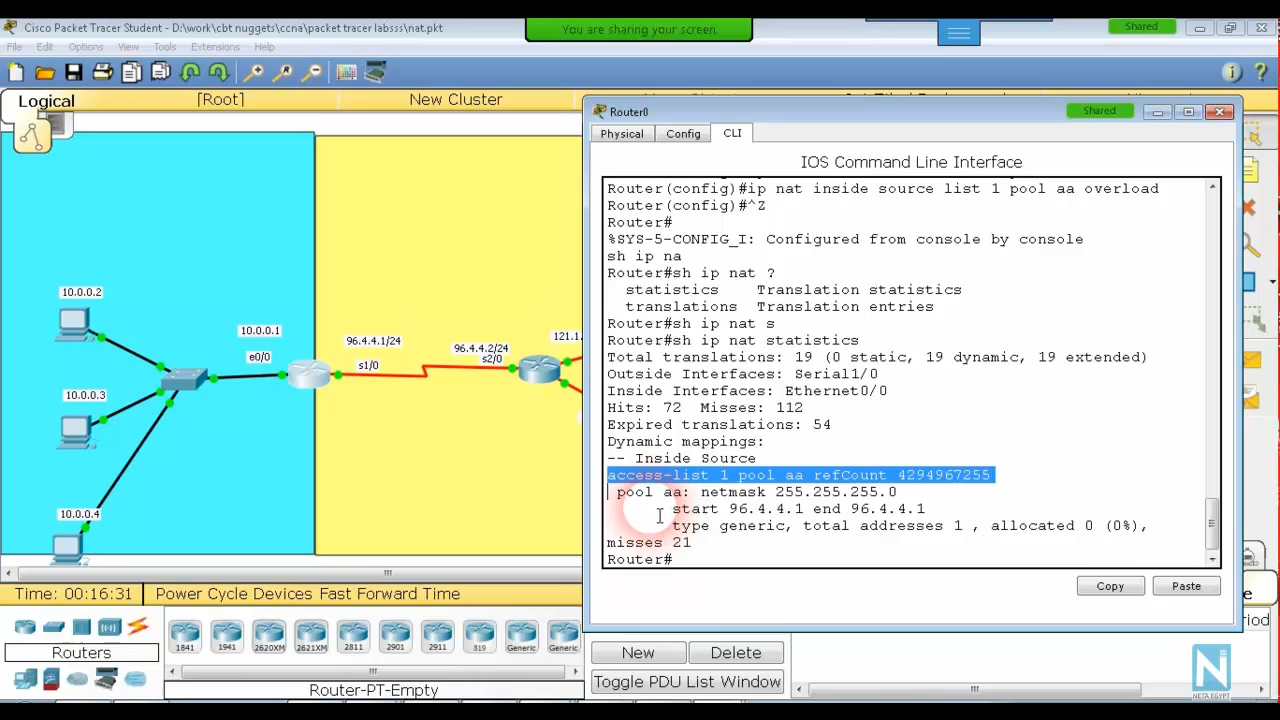 Cisco Packet Tracer Student - D:\work\cbt nuggets\ccna\packet tracer labsss\nat.pkt
You are sharing your screen.
Shared
File Edit Options View Tools Extensions Help
Logical
[Root]
New Cluster
Router0
Shared
Physical
Config
CLI
IOS Command Line Interface
Router(config)#ip nat inside source list 1 pool aa overload
Router(config)#^Z
Router#
%SYS-5-CONFIG_I: Configured from console by console
sh ip na
Router#sh ip nat ?
statistics Translation statistics
translations Translation entries
Router#sh ip nat s
Router#sh ip nat statistics
Total translations: 19 (0 static, 19 dynamic, 19 extended)
Outside Interfaces: Serial1/0
Inside Interfaces: Ethernet0/0
Hits: 72 Misses: 112
Expired translations: 54
Dynamic mappings:
-- Inside Source
access-list 1 pool aa refCount 4294967255
pool aa: netmask 255.255.255.0
start 96.4.4.1 end 96.4.4.1
type generic, total addresses 1 , allocated 0 (0%),
misses 21
Router#
Copy
Paste
10.0.0.2
10.0.0.1
e0/0
96.4.4.1/24
s1/0
96.4.4.2/24
s2/0
121.1.
10.0.0.3
10.0.0.4
Time: 00:16:31
Power Cycle Devices Fast Forward Time
Routers
1841
1941
2620XM
2621XM
2811
2901
2911
819
Generic
Generic
Router-PT-Empty
New
Delete
Toggle PDU List Window
riod
NETA EGYPT